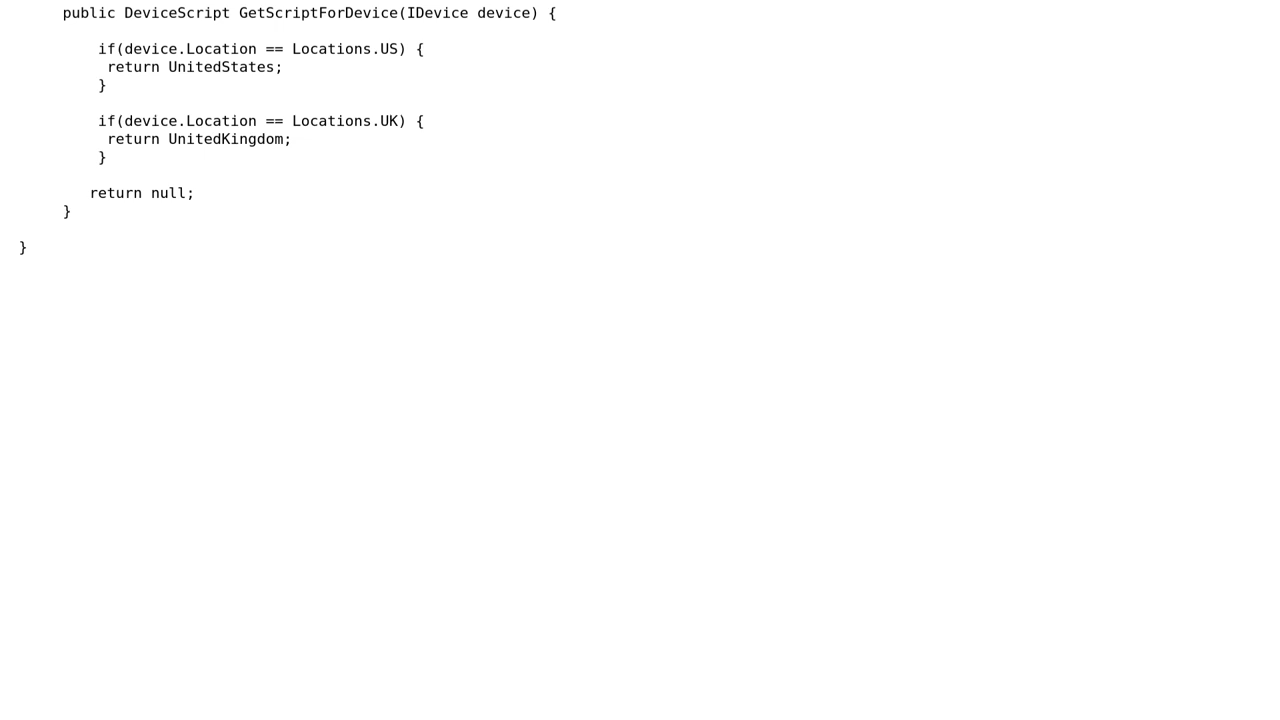 public DeviceScript GetScriptForDevice(IDevice device) {
if(device.Location == Locations.US) {
return UnitedStates;
}
if(device.Location == Locations.UK) {
return UnitedKingdom;
}
return null;
}
}